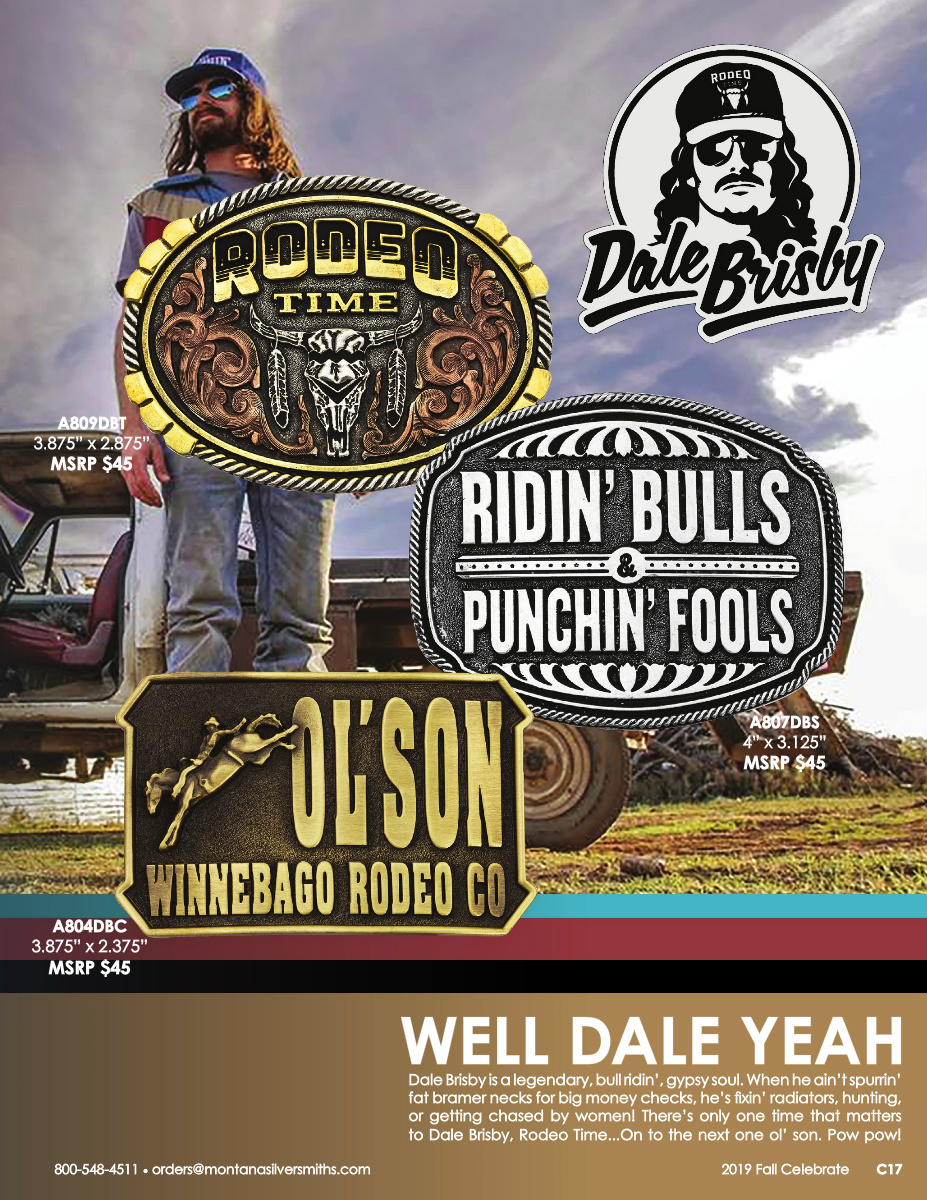 RODEO
Dale Brisby
RODEO
TIME
A809DBT
3.875" x 2.875"
MSRP $45
RIDIN' BULLS
&
PUNCHIN' FOOLS
A807DBS
4" x 3.125"
MSRP $45
OL'SON
WINNEBAGO RODEO CO
A804DBC
3.875" x 2.375"
MSRP $45
WELL DALE YEAH
Dale Brisby is a legendary, bull ridin', gypsy soul. When he ain't spurrin'
fat bramer necks for big money checks, he's fixin' radiators, hunting,
or getting chased by women! There's only one time that matters
to Dale Brisby, Rodeo Time...On to the next one ol' son. Pow pow!
800-548-4511 • orders@montanasilversmiths.com
2019 Fall Celebrate C17